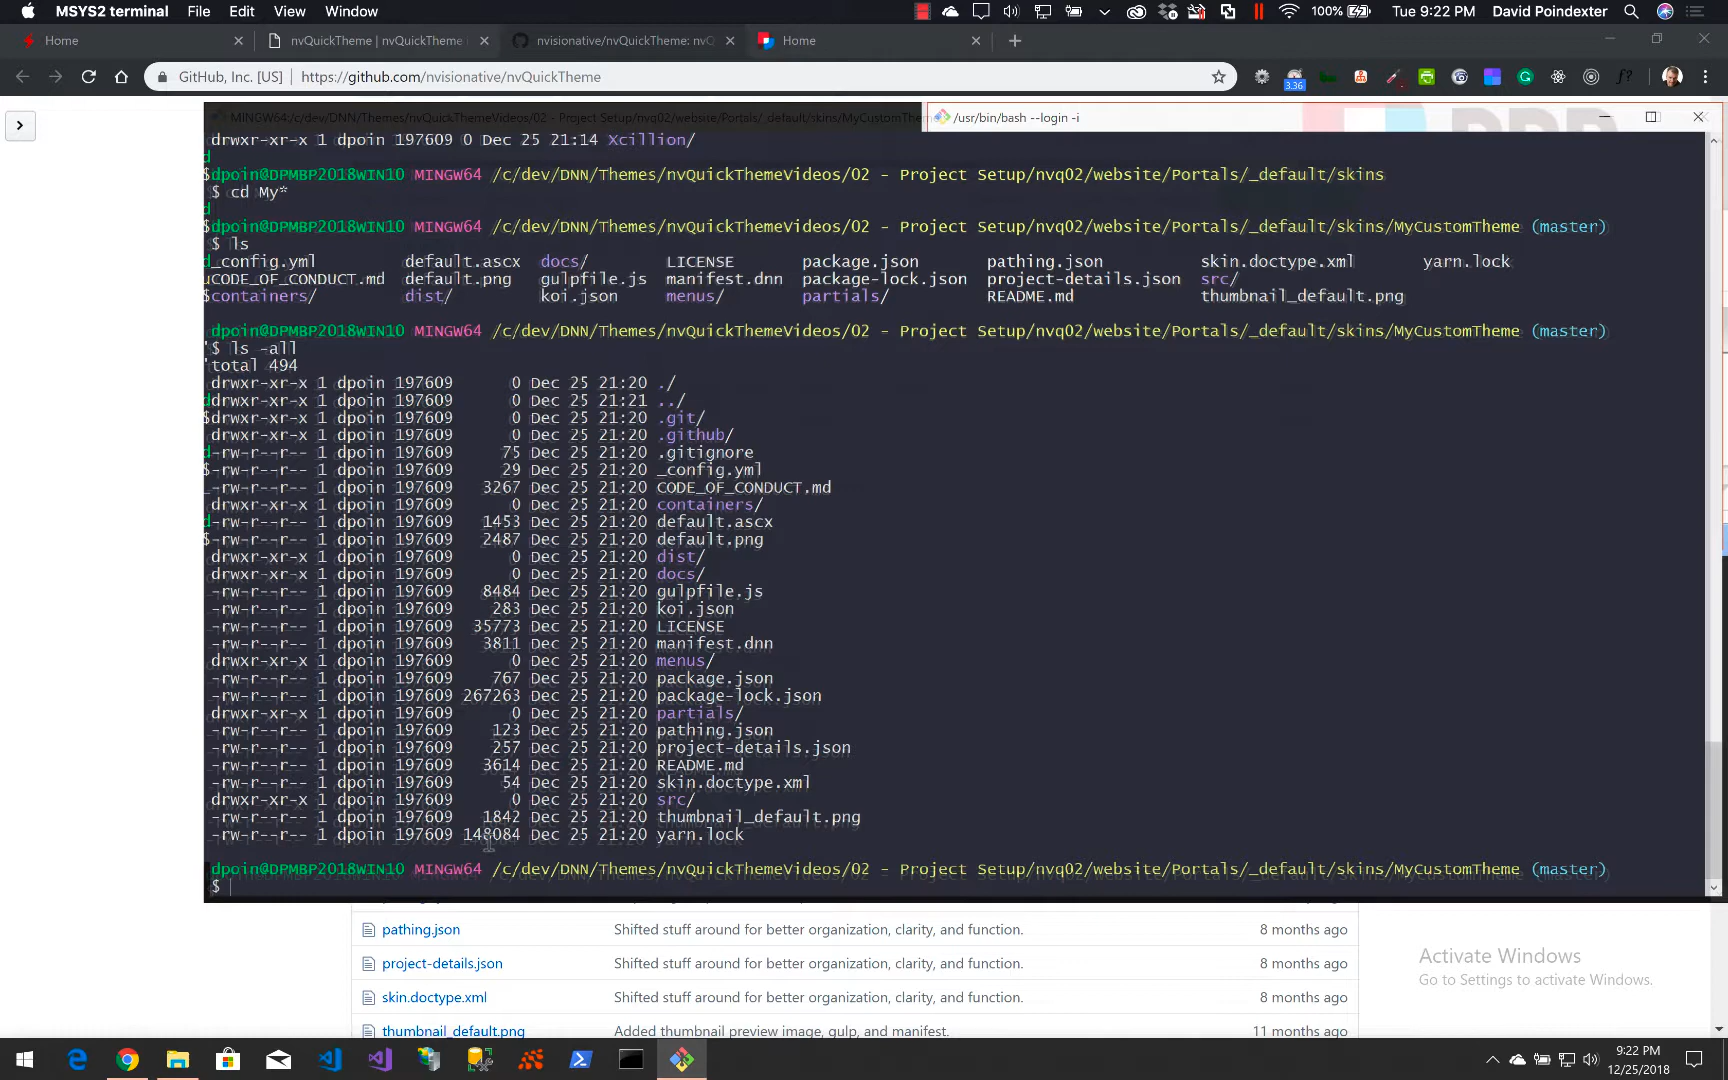 MSYS2 terminal File Edit View Window 100% Tue 9:22 PM David Poindexter
Home nvQuickTheme | nvQuickTheme nvisionative/nvQuickTheme: nvQ Home
GitHub, Inc. [US] | https://github.com/nvisionative/nvQuickTheme 3.36 f?
MINGW64:/c/dev/DNN/Themes/nvQuickThemeVideos/02 - Project Setup/nvq02/website/Portals/_default/skins/MyCustomThem /usr/bin/bash --login -i
drwxr-xr-x 1 dpoin 197609 0 Dec 25 21:14 Xcillion/
dpoin@DPMBP2018WIN10 MINGW64 /c/dev/DNN/Themes/nvQuickThemeVideos/02 - Project Setup/nvq02/website/Portals/_default/skins
$ cd My*
dpoin@DPMBP2018WIN10 MINGW64 /c/dev/DNN/Themes/nvQuickThemeVideos/02 - Project Setup/nvq02/website/Portals/_default/skins/MyCustomTheme (master)
$ ls
_config.yml default.ascx docs/ LICENSE package.json pathing.json skin.doctype.xml yarn.lock
CODE_OF_CONDUCT.md default.png gulpfile.js manifest.dnn package-lock.json project-details.json src/
containers/ dist/ koi.json menus/ partials/ README.md thumbnail_default.png
dpoin@DPMBP2018WIN10 MINGW64 /c/dev/DNN/Themes/nvQuickThemeVideos/02 - Project Setup/nvq02/website/Portals/_default/skins/MyCustomTheme (master)
$ ls -all
total 494
drwxr-xr-x 1 dpoin 197609 0 Dec 25 21:20 ./
drwxr-xr-x 1 dpoin 197609 0 Dec 25 21:21 ../
drwxr-xr-x 1 dpoin 197609 0 Dec 25 21:20 .git/
drwxr-xr-x 1 dpoin 197609 0 Dec 25 21:20 .github/
-rw-r--r-- 1 dpoin 197609 75 Dec 25 21:20 .gitignore
-rw-r--r-- 1 dpoin 197609 29 Dec 25 21:20 _config.yml
-rw-r--r-- 1 dpoin 197609 3267 Dec 25 21:20 CODE_OF_CONDUCT.md
drwxr-xr-x 1 dpoin 197609 0 Dec 25 21:20 containers/
-rw-r--r-- 1 dpoin 197609 1453 Dec 25 21:20 default.ascx
-rw-r--r-- 1 dpoin 197609 2487 Dec 25 21:20 default.png
drwxr-xr-x 1 dpoin 197609 0 Dec 25 21:20 dist/
drwxr-xr-x 1 dpoin 197609 0 Dec 25 21:20 docs/
-rw-r--r-- 1 dpoin 197609 8484 Dec 25 21:20 gulpfile.js
-rw-r--r-- 1 dpoin 197609 283 Dec 25 21:20 koi.json
-rw-r--r-- 1 dpoin 197609 35773 Dec 25 21:20 LICENSE
-rw-r--r-- 1 dpoin 197609 3811 Dec 25 21:20 manifest.dnn
drwxr-xr-x 1 dpoin 197609 0 Dec 25 21:20 menus/
-rw-r--r-- 1 dpoin 197609 767 Dec 25 21:20 package.json
-rw-r--r-- 1 dpoin 197609 267263 Dec 25 21:20 package-lock.json
drwxr-xr-x 1 dpoin 197609 0 Dec 25 21:20 partials/
-rw-r--r-- 1 dpoin 197609 123 Dec 25 21:20 pathing.json
-rw-r--r-- 1 dpoin 197609 257 Dec 25 21:20 project-details.json
-rw-r--r-- 1 dpoin 197609 3614 Dec 25 21:20 README.md
-rw-r--r-- 1 dpoin 197609 54 Dec 25 21:20 skin.doctype.xml
drwxr-xr-x 1 dpoin 197609 0 Dec 25 21:20 src/
-rw-r--r-- 1 dpoin 197609 1842 Dec 25 21:20 thumbnail_default.png
-rw-r--r-- 1 dpoin 197609 148084 Dec 25 21:20 yarn.lock
dpoin@DPMBP2018WIN10 MINGW64 /c/dev/DNN/Themes/nvQuickThemeVideos/02 - Project Setup/nvq02/website/Portals/_default/skins/MyCustomTheme (master)
$
pathing.json Shifted stuff around for better organization, clarity, and function. 8 months ago
project-details.json Shifted stuff around for better organization, clarity, and function. 8 months ago
skin.doctype.xml Shifted stuff around for better organization, clarity, and function. 8 months ago
thumbnail_default.png Added thumbnail preview image, gulp, and manifest. 11 months ago
Activate Windows
Go to Settings to activate Windows.
9:22 PM
12/25/2018